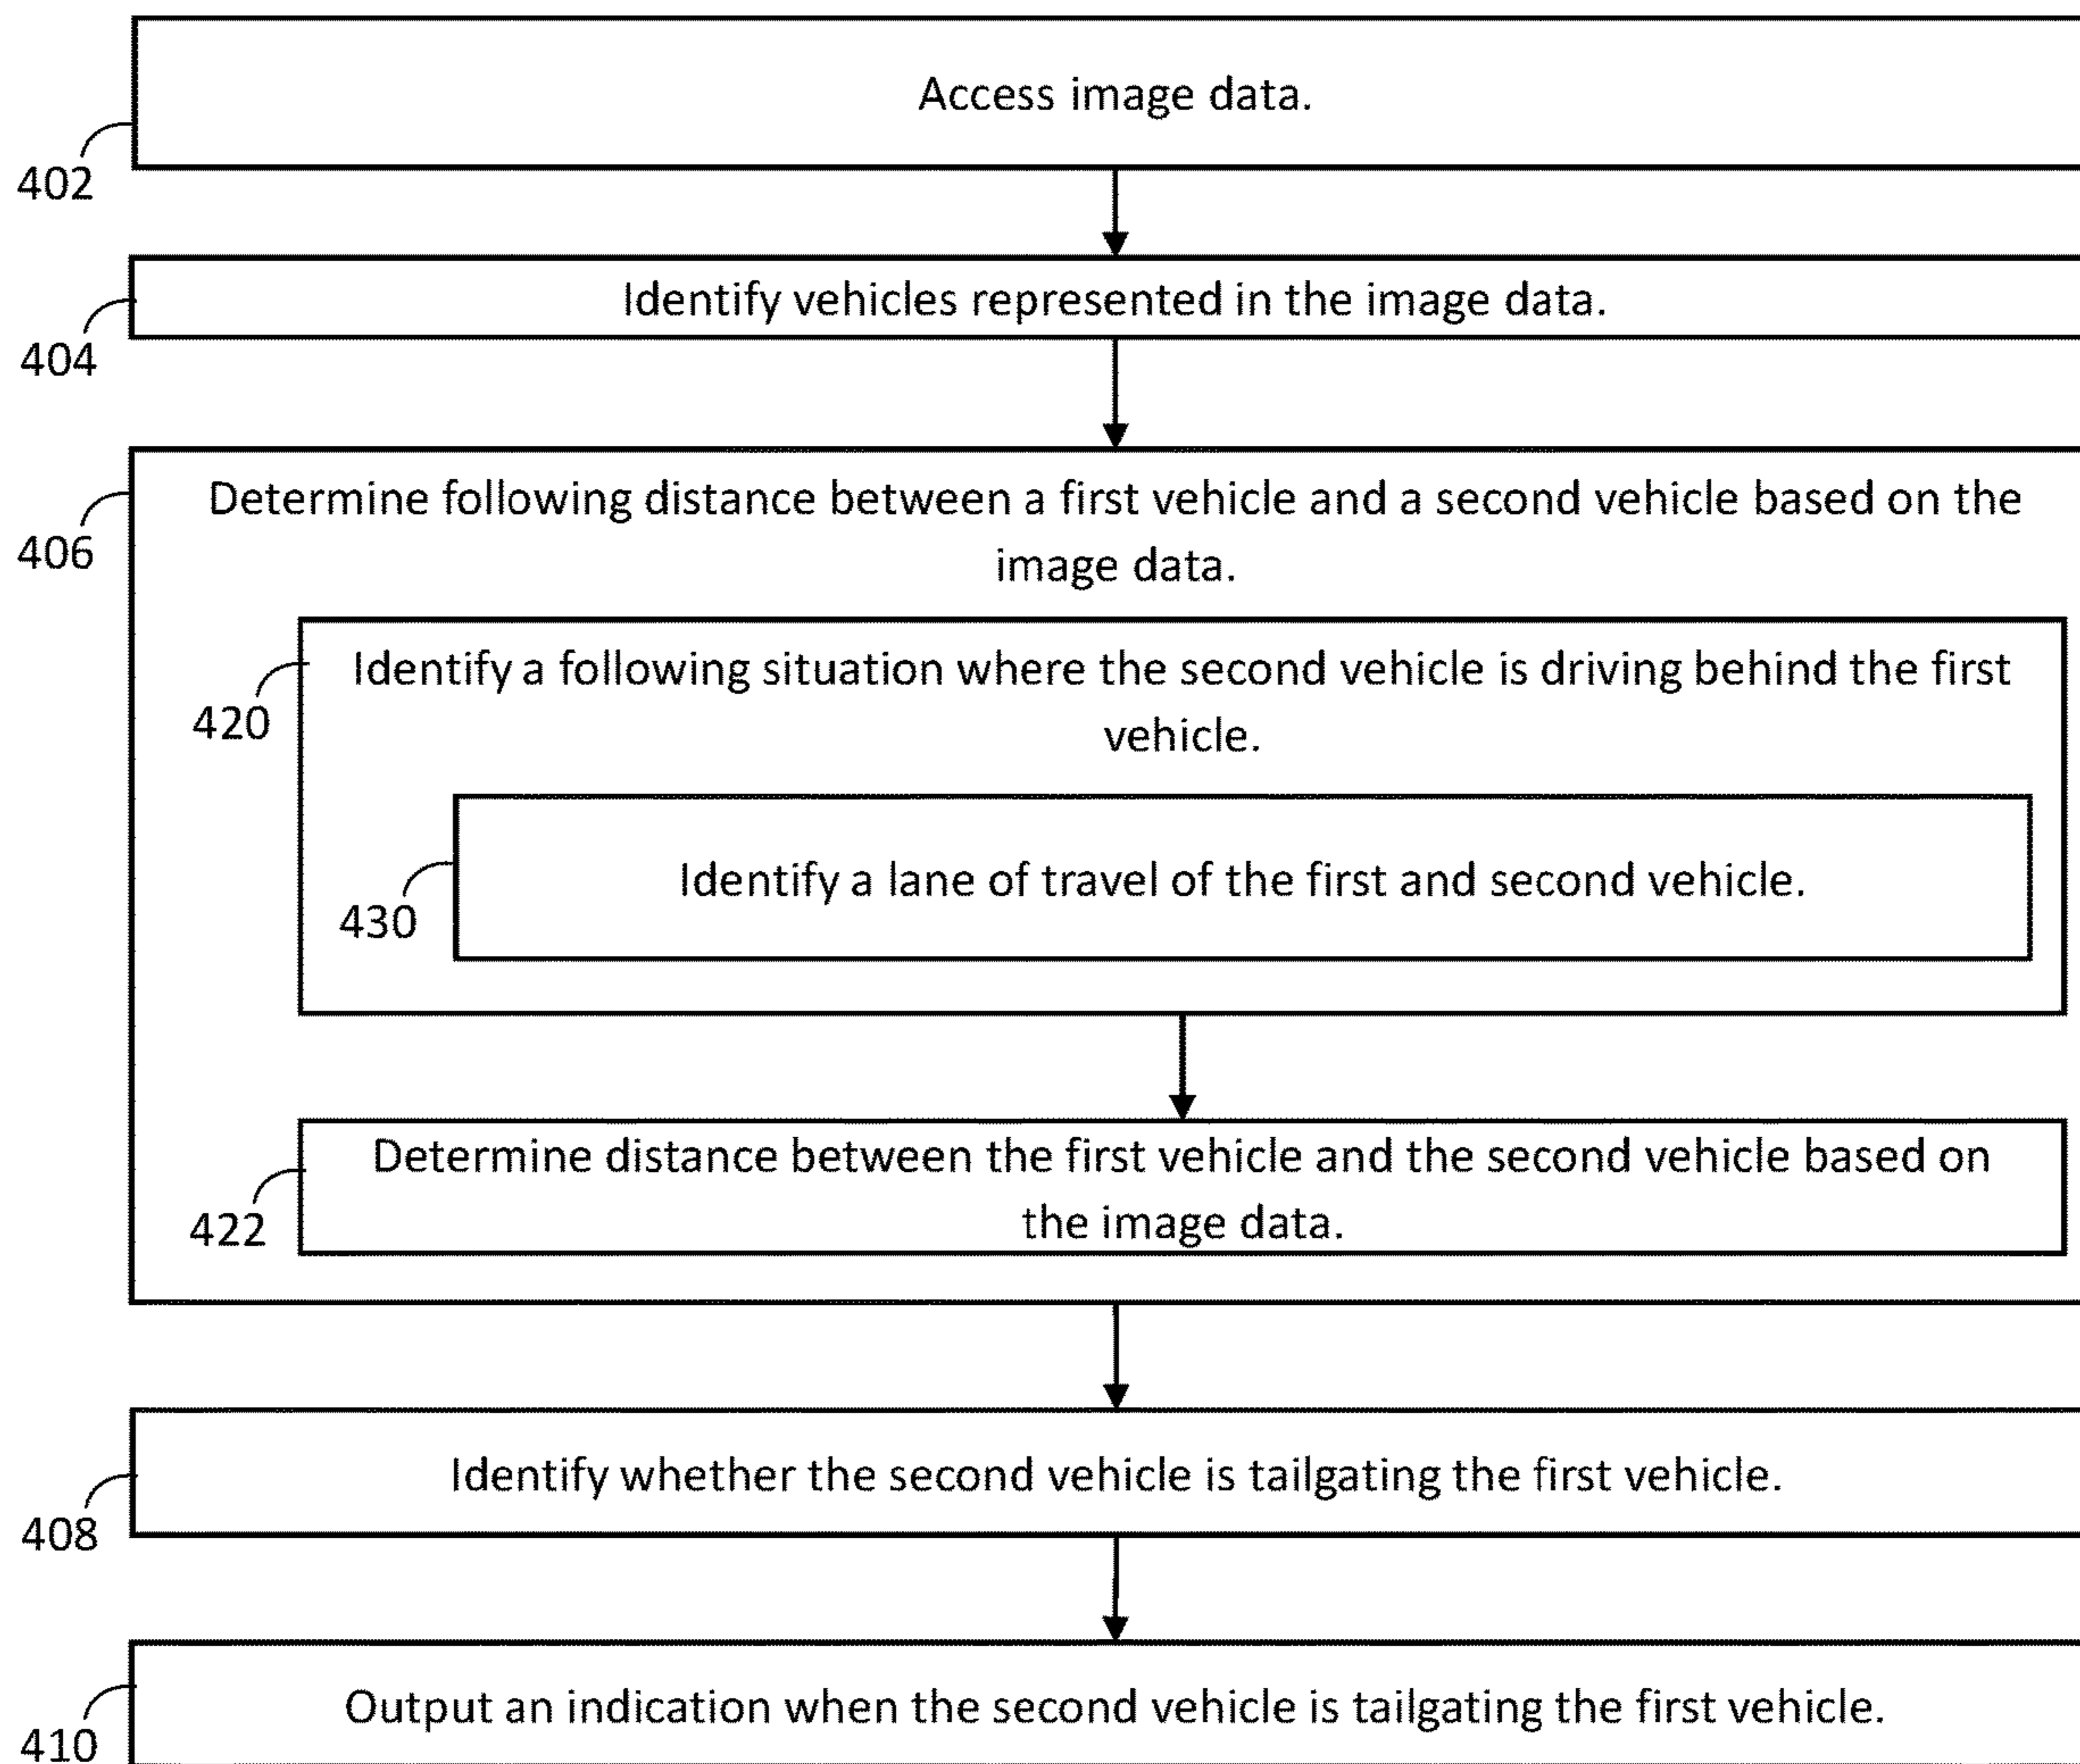 Access image data.
402
Identify vehicles represented in the image data.
404
Determine following distance between a first vehicle and a second vehicle based on the
image data.
406
Identify a following situation where the second vehicle is driving behind the first
vehicle.
420
Identify a lane of travel of the first and second vehicle.
430
Determine distance between the first vehicle and the second vehicle based on
the image data.
422
Identify whether the second vehicle is tailgating the first vehicle.
408
Output an indication when the second vehicle is tailgating the first vehicle.
410